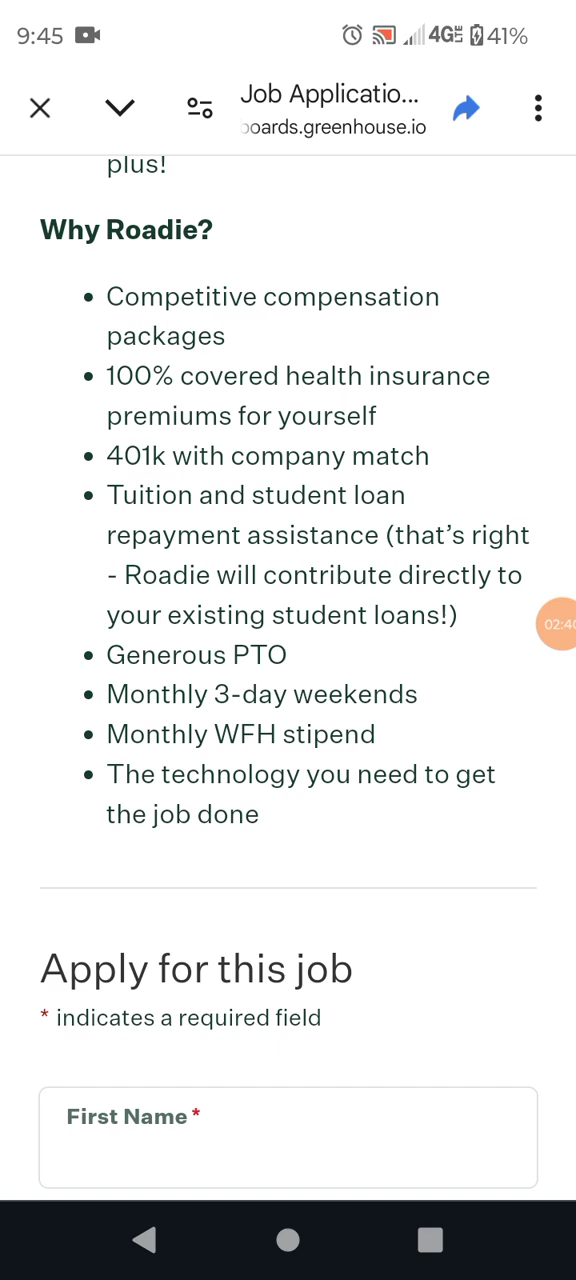 9:45 4GE 41%
Job Applicatio...
oards.greenhouse.io
plus!
Why Roadie?
• Competitive compensation
packages
• 100% covered health insurance
premiums for yourself
• 401k with company match
• Tuition and student loan
repayment assistance (that’s right
- Roadie will contribute directly to
your existing student loans!)
• Generous PTO
• Monthly 3-day weekends
• Monthly WFH stipend
• The technology you need to get
the job done
02:40
Apply for this job
* indicates a required field
First Name *